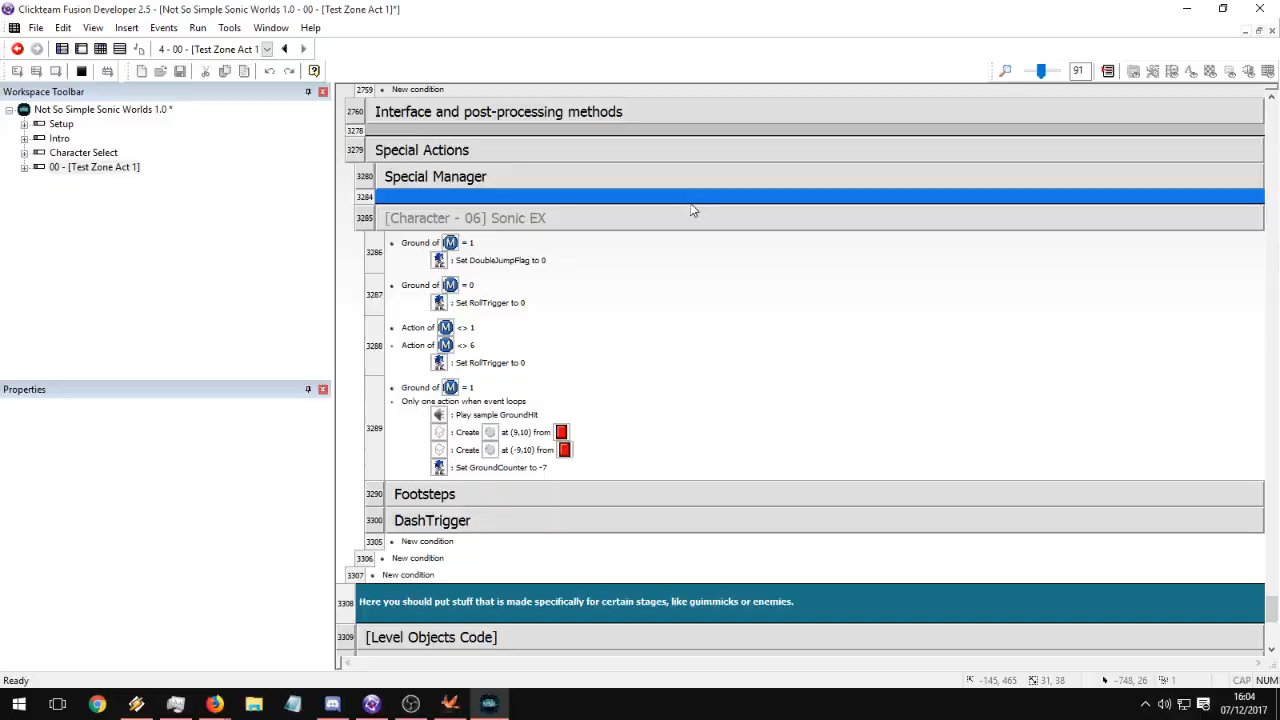 Clickteam Fusion Developer 2.5 - [Not So Simple Sonic Worlds 1.0 - 00 - [Test Zone Act 1]*]
File Edit View Insert Events Run Tools Window Help
4 - 00 - [Test Zone Act 1
91
Workspace Toolbar
Not So Simple Sonic Worlds 1.0 *
Setup
Intro
Character Select
00 - [Test Zone Act 1]
Properties
2759 New condition
2760 Interface and post-processing methods
3278
3279 Special Actions
3280 Special Manager
3284
3285 [Character - 06] Sonic EX
3286
Ground of M = 1
: Set DoubleJumpFlag to 0
3287
Ground of M = 0
: Set RollTrigger to 0
3288
Action of M <> 1
Action of M <> 6
: Set RollTrigger to 0
3289
Ground of M = 1
Only one action when event loops
: Play sample GroundHit
: Create at (9,10) from
: Create at (-9,10) from
: Set GroundCounter to -7
3290 Footsteps
3300 DashTrigger
3305 New condition
3306 New condition
3307 New condition
3308 Here you should put stuff that is made specifically for certain stages, like guimmicks or enemies.
3309 [Level Objects Code]
Ready
-145, 465 31, 38 -748, 26 1 CAP NUM
16:04
07/12/2017